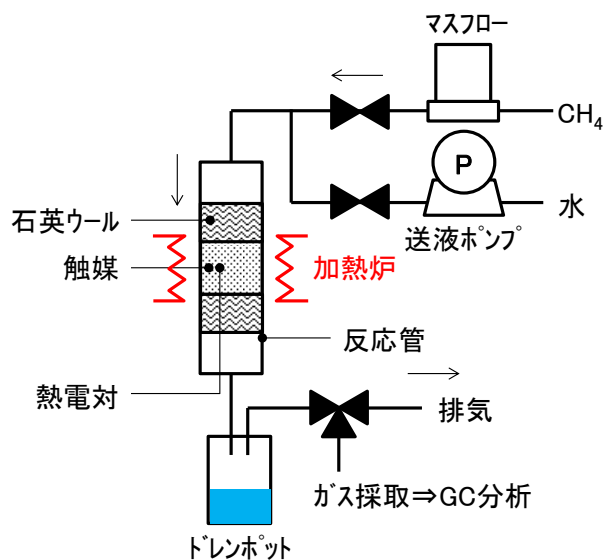 マスフロー
CH₄
P
水
送液ポンプ
石英ウール
触媒
加熱炉
反応管
熱電対
排気
ガス採取⇒GC分析
ドレンポット